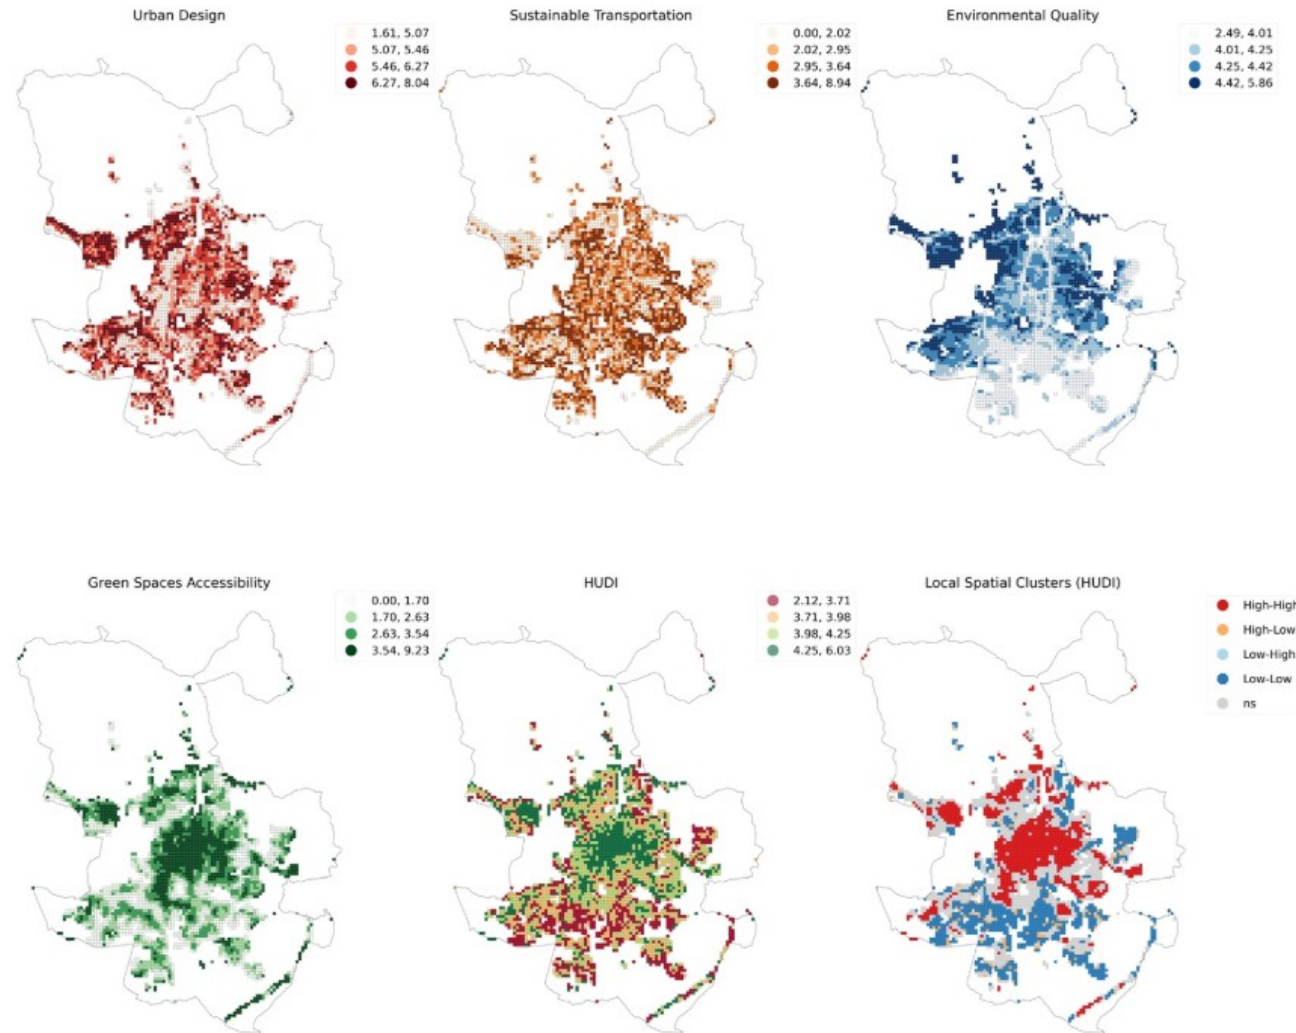 Urban Design
1.61, 5.07
5.07, 5.46
5.46, 6.27
6.27, 8.04
Sustainable Transportation
0.00, 2.02
2.02, 2.95
2.95, 3.64
3.64, 8.94
Environmental Quality
2.49, 4.01
4.01, 4.25
4.25, 4.42
4.42, 5.86
Green Spaces Accessibility
0.00, 1.70
1.70, 2.63
2.63, 3.54
3.54, 9.23
HUDI
2.12, 3.71
3.71, 3.98
3.98, 4.25
4.25, 6.03
Local Spatial Clusters (HUDI)
High-High
High-Low
Low-High
Low-Low
ns